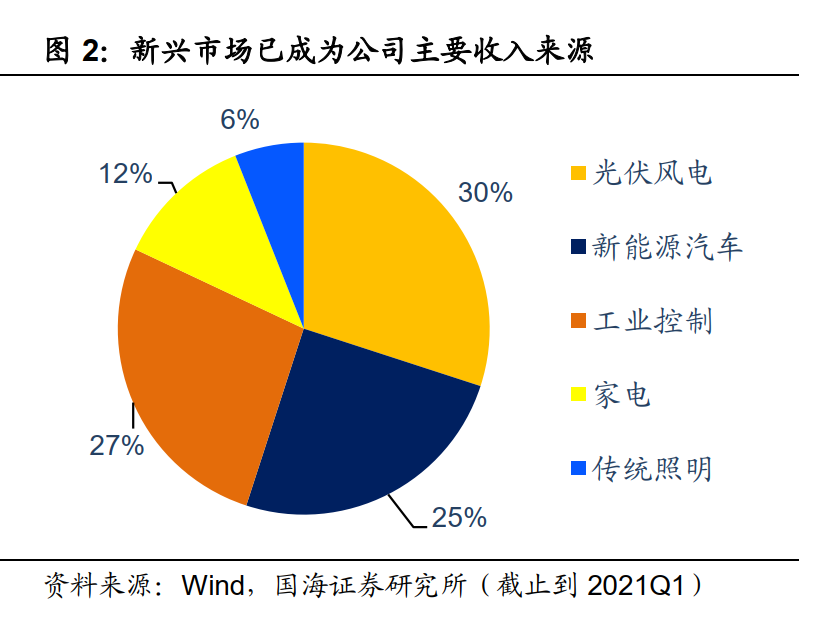 图 2：新兴市场已成为公司主要收入来源
6%
12%
30%
27%
25%
光伏风电
新能源汽车
工业控制
家电
传统照明
资料来源：Wind，国海证券研究所（截止到 2021Q1）